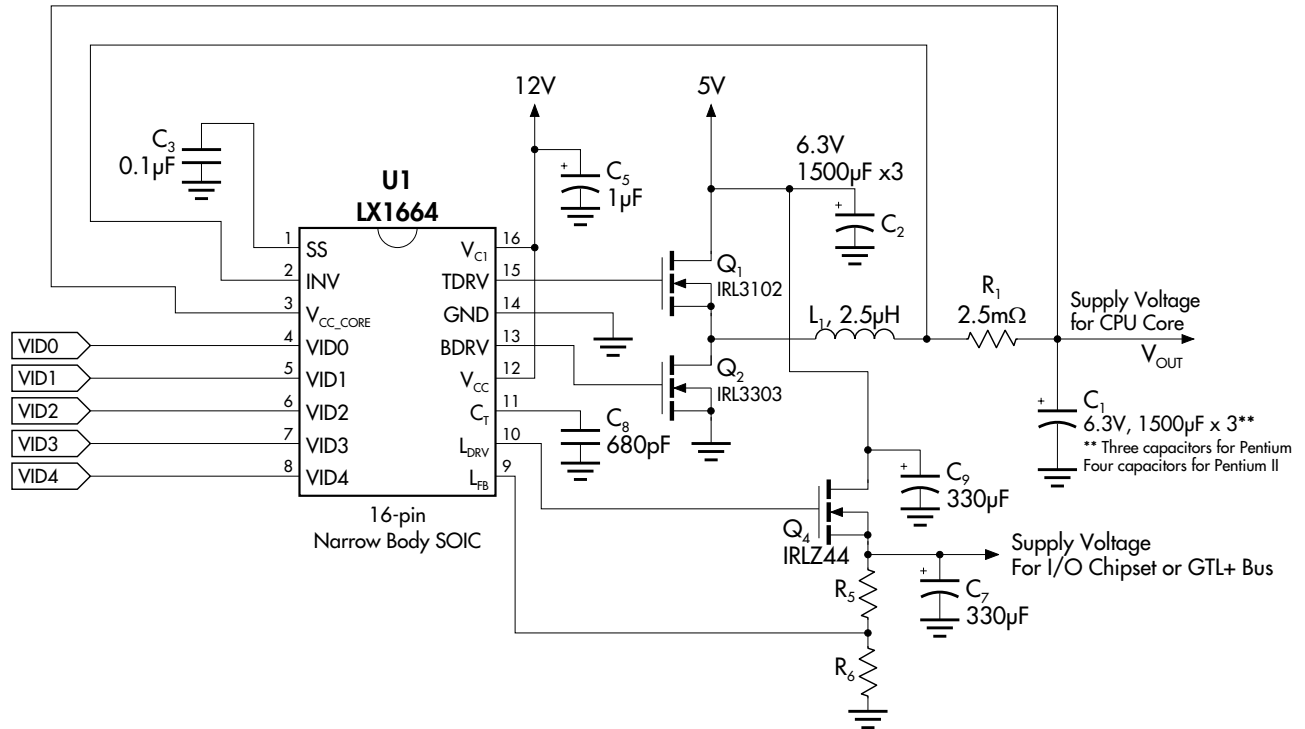 12V
5V
C3
0.1µF
6.3V
1500µF x3
C5
1µF
C2
U1
LX1664
1 SS
2 INV
3 VCC_CORE
4 VID0
5 VID1
6 VID2
7 VID3
8 VID4
VC1 16
TDRV 15
GND 14
BDRV 13
VCC 12
CT 11
LDRV 10
LFB 9
VID0
VID1
VID2
VID3
VID4
16-pin
Narrow Body SOIC
Q1
IRL3102
Q2
IRL3303
L1, 2.5µH
R1
2.5mΩ
Supply Voltage
for CPU Core
VOUT
C1
6.3V, 1500µF x 3**
** Three capacitors for Pentium
Four capacitors for Pentium II
C8
680pF
C9
330µF
Q4
IRLZ44
Supply Voltage
For I/O Chipset or GTL+ Bus
R5
C7
330µF
R6
+
+
+
+
+